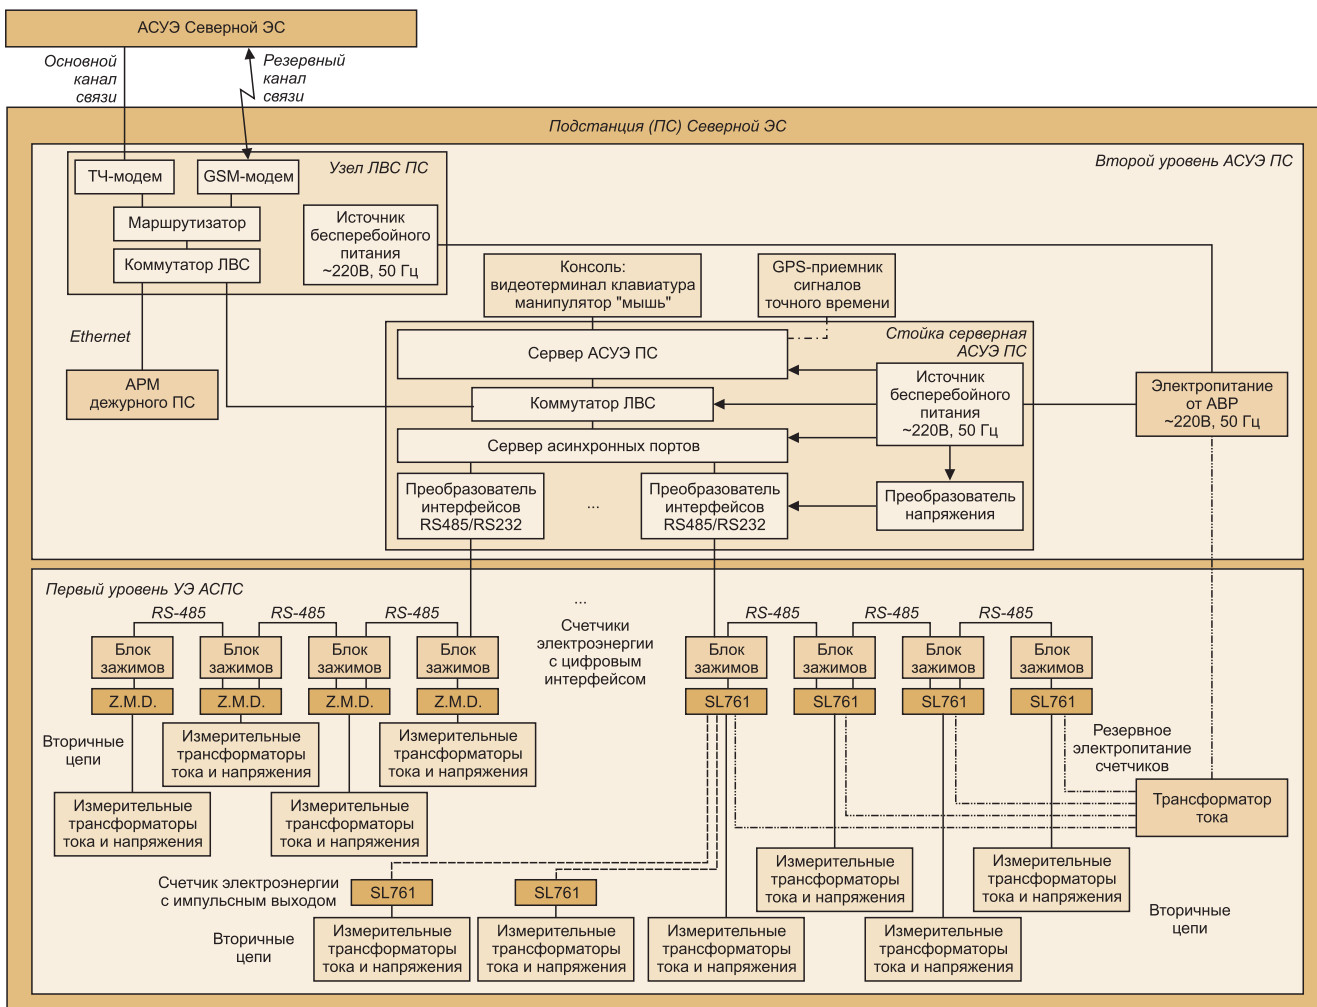 АСУЭ Северной ЭС
Основной
канал
связи
Резервный
канал
связи
Подстанция (ПС) Северной ЭС
Второй уровень АСУЭ ПС
Узел ЛВС ПС
ТЧ-модем
GSM-модем
Маршрутизатор
Коммутатор ЛВС
Источник
бесперебойного
питания
~220В, 50 Гц
Ethernet
АРМ
дежурного ПС
Консоль:
видеотерминал клавиатура
манипулятор "мышь"
GPS-приемник
сигналов
точного времени
Стойка серверная
АСУЭ ПС
Сервер АСУЭ ПС
Коммутатор ЛВС
Сервер асинхронных портов
Источник
бесперебойного
питания
~220В, 50 Гц
Электропитание
от АВР
~220В, 50 Гц
Преобразователь
интерфейсов
RS485/RS232
...
Преобразователь
интерфейсов
RS485/RS232
Преобразователь
напряжения
Первый уровень УЭ АСПС
RS-485
RS-485
RS-485
...
RS-485
RS-485
RS-485
Блок
зажимов
Блок
зажимов
Блок
зажимов
Блок
зажимов
Счетчики
электроэнергии
с цифровым
интерфейсом
Блок
зажимов
Блок
зажимов
Блок
зажимов
Блок
зажимов
Z.M.D.
Z.M.D.
Z.M.D.
Z.M.D.
SL761
SL761
SL761
SL761
Вторичные
цепи
Измерительные
трансформаторы
тока и напряжения
Измерительные
трансформаторы
тока и напряжения
Резервное
электропитание
счетчиков
Измерительные
трансформаторы
тока и напряжения
Измерительные
трансформаторы
тока и напряжения
Трансформатор
тока
Счетчик электроэнергии
с импульсным выходом
SL761
SL761
Измерительные
трансформаторы
тока и напряжения
Измерительные
трансформаторы
тока и напряжения
Вторичные
цепи
Измерительные
трансформаторы
тока и напряжения
Измерительные
трансформаторы
тока и напряжения
Измерительные
трансформаторы
тока и напряжения
Измерительные
трансформаторы
тока и напряжения
Вторичные
цепи